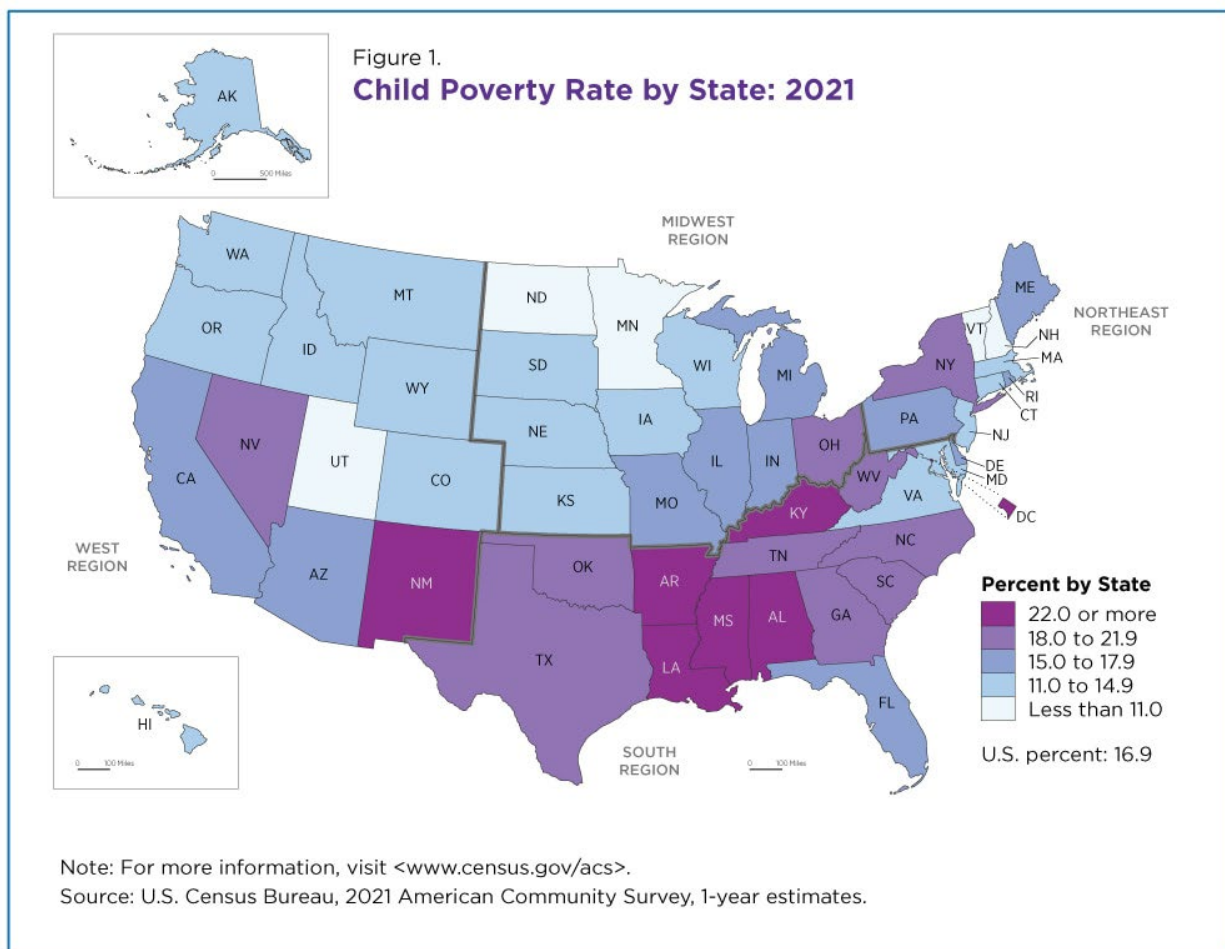 Figure 1.
Child Poverty Rate by State: 2021
AK
0 500 Miles
MIDWEST
REGION
WA
MT
ND
MN
ME
NORTHEAST
REGION
OR
ID
SD
WI
MI
VT
NH
NY
MA
WY
RI
CT
IA
PA
NE
NJ
NV
OH
UT
IL
IN
DE
CA
CO
WV
MD
KS
MO
VA
KY
DC
WEST
REGION
NC
TN
AZ
OK
NM
AR
SC
Percent by State
MS
AL
GA
22.0 or more
18.0 to 21.9
TX
LA
15.0 to 17.9
11.0 to 14.9
FL
Less than 11.0
HI
SOUTH
REGION
U.S. percent: 16.9
0 100 Miles
0 100 Miles
Note: For more information, visit <www.census.gov/acs>.
Source: U.S. Census Bureau, 2021 American Community Survey, 1-year estimates.